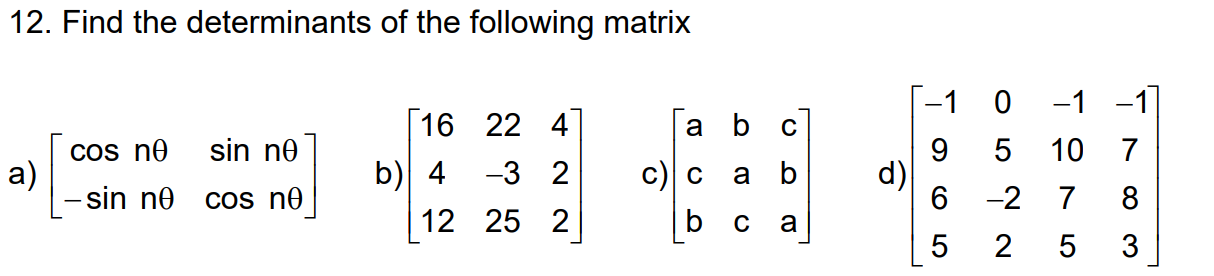 12. Find the determinants of the following matrix
a) [cos nθ sin nθ
−sin nθ cos nθ]
b) [16 22 4
4 −3 2
12 25 2]
c) [a b c
c a b
b c a]
d) [−1 0 −1 −1
9 5 10 7
6 −2 7 8
5 2 5 3]